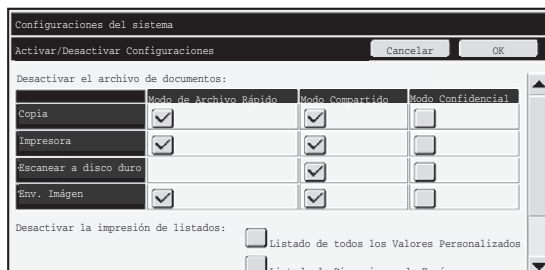 Configuraciones del sistema
Activar/Desactivar Configuraciones Cancelar OK
Desactivar el archivo de documentos:
Modo de Archivo Rápido Modo Compartido Modo Confidencial
Copia
Impresora
Escanear a disco duro
Env. Imágen
Desactivar la impresión de listados:
Listado de todos los Valores Personalizados